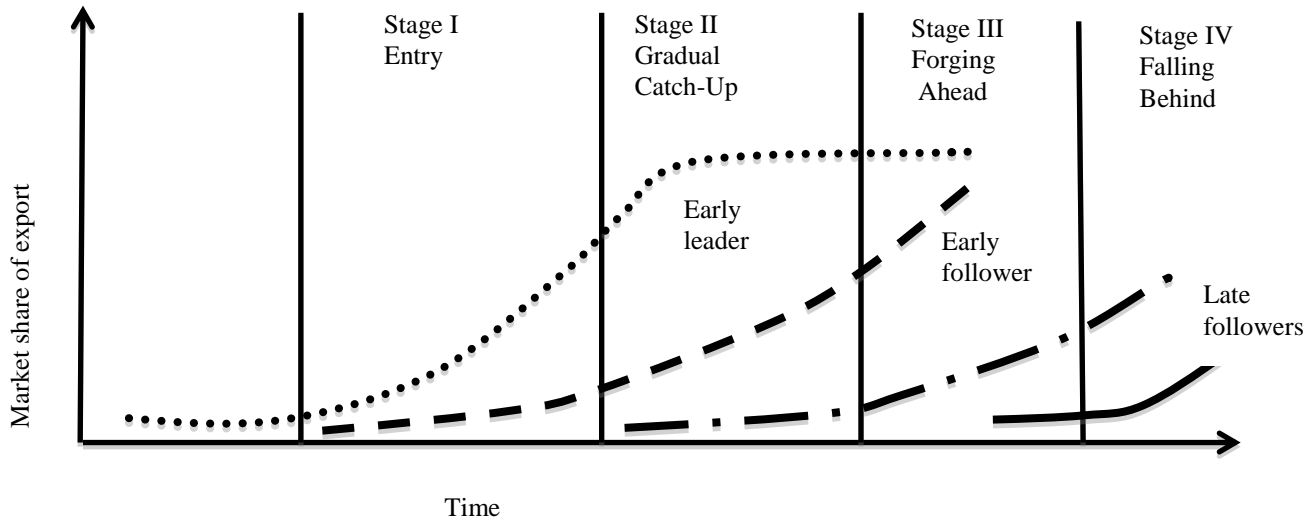 Stage I
Entry
Stage II
Gradual
Catch-Up
Stage III
Forging
Ahead
Stage IV
Falling
Behind
Market share of export
Early
leader
Early
follower
Late
followers
Time